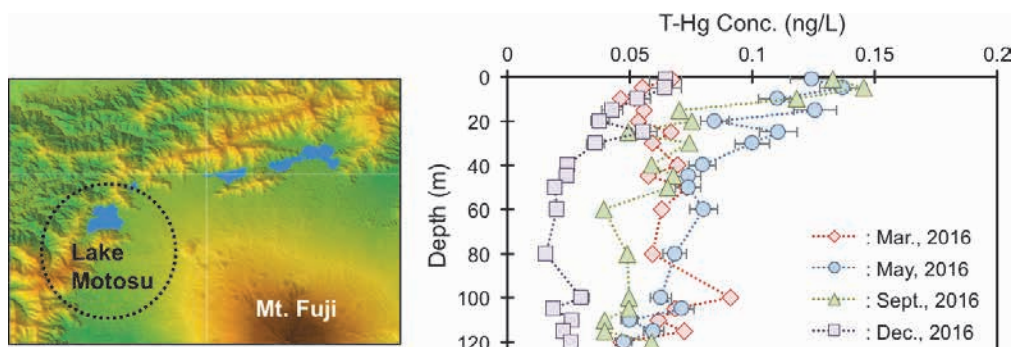 Lake
Motosu
Mt. Fuji
T-Hg Conc. (ng/L)
0 0.05 0.1 0.15 0.2
Depth (m)
0
20
40
60
80
100
120
: Mar., 2016
: May, 2016
: Sept., 2016
: Dec., 2016